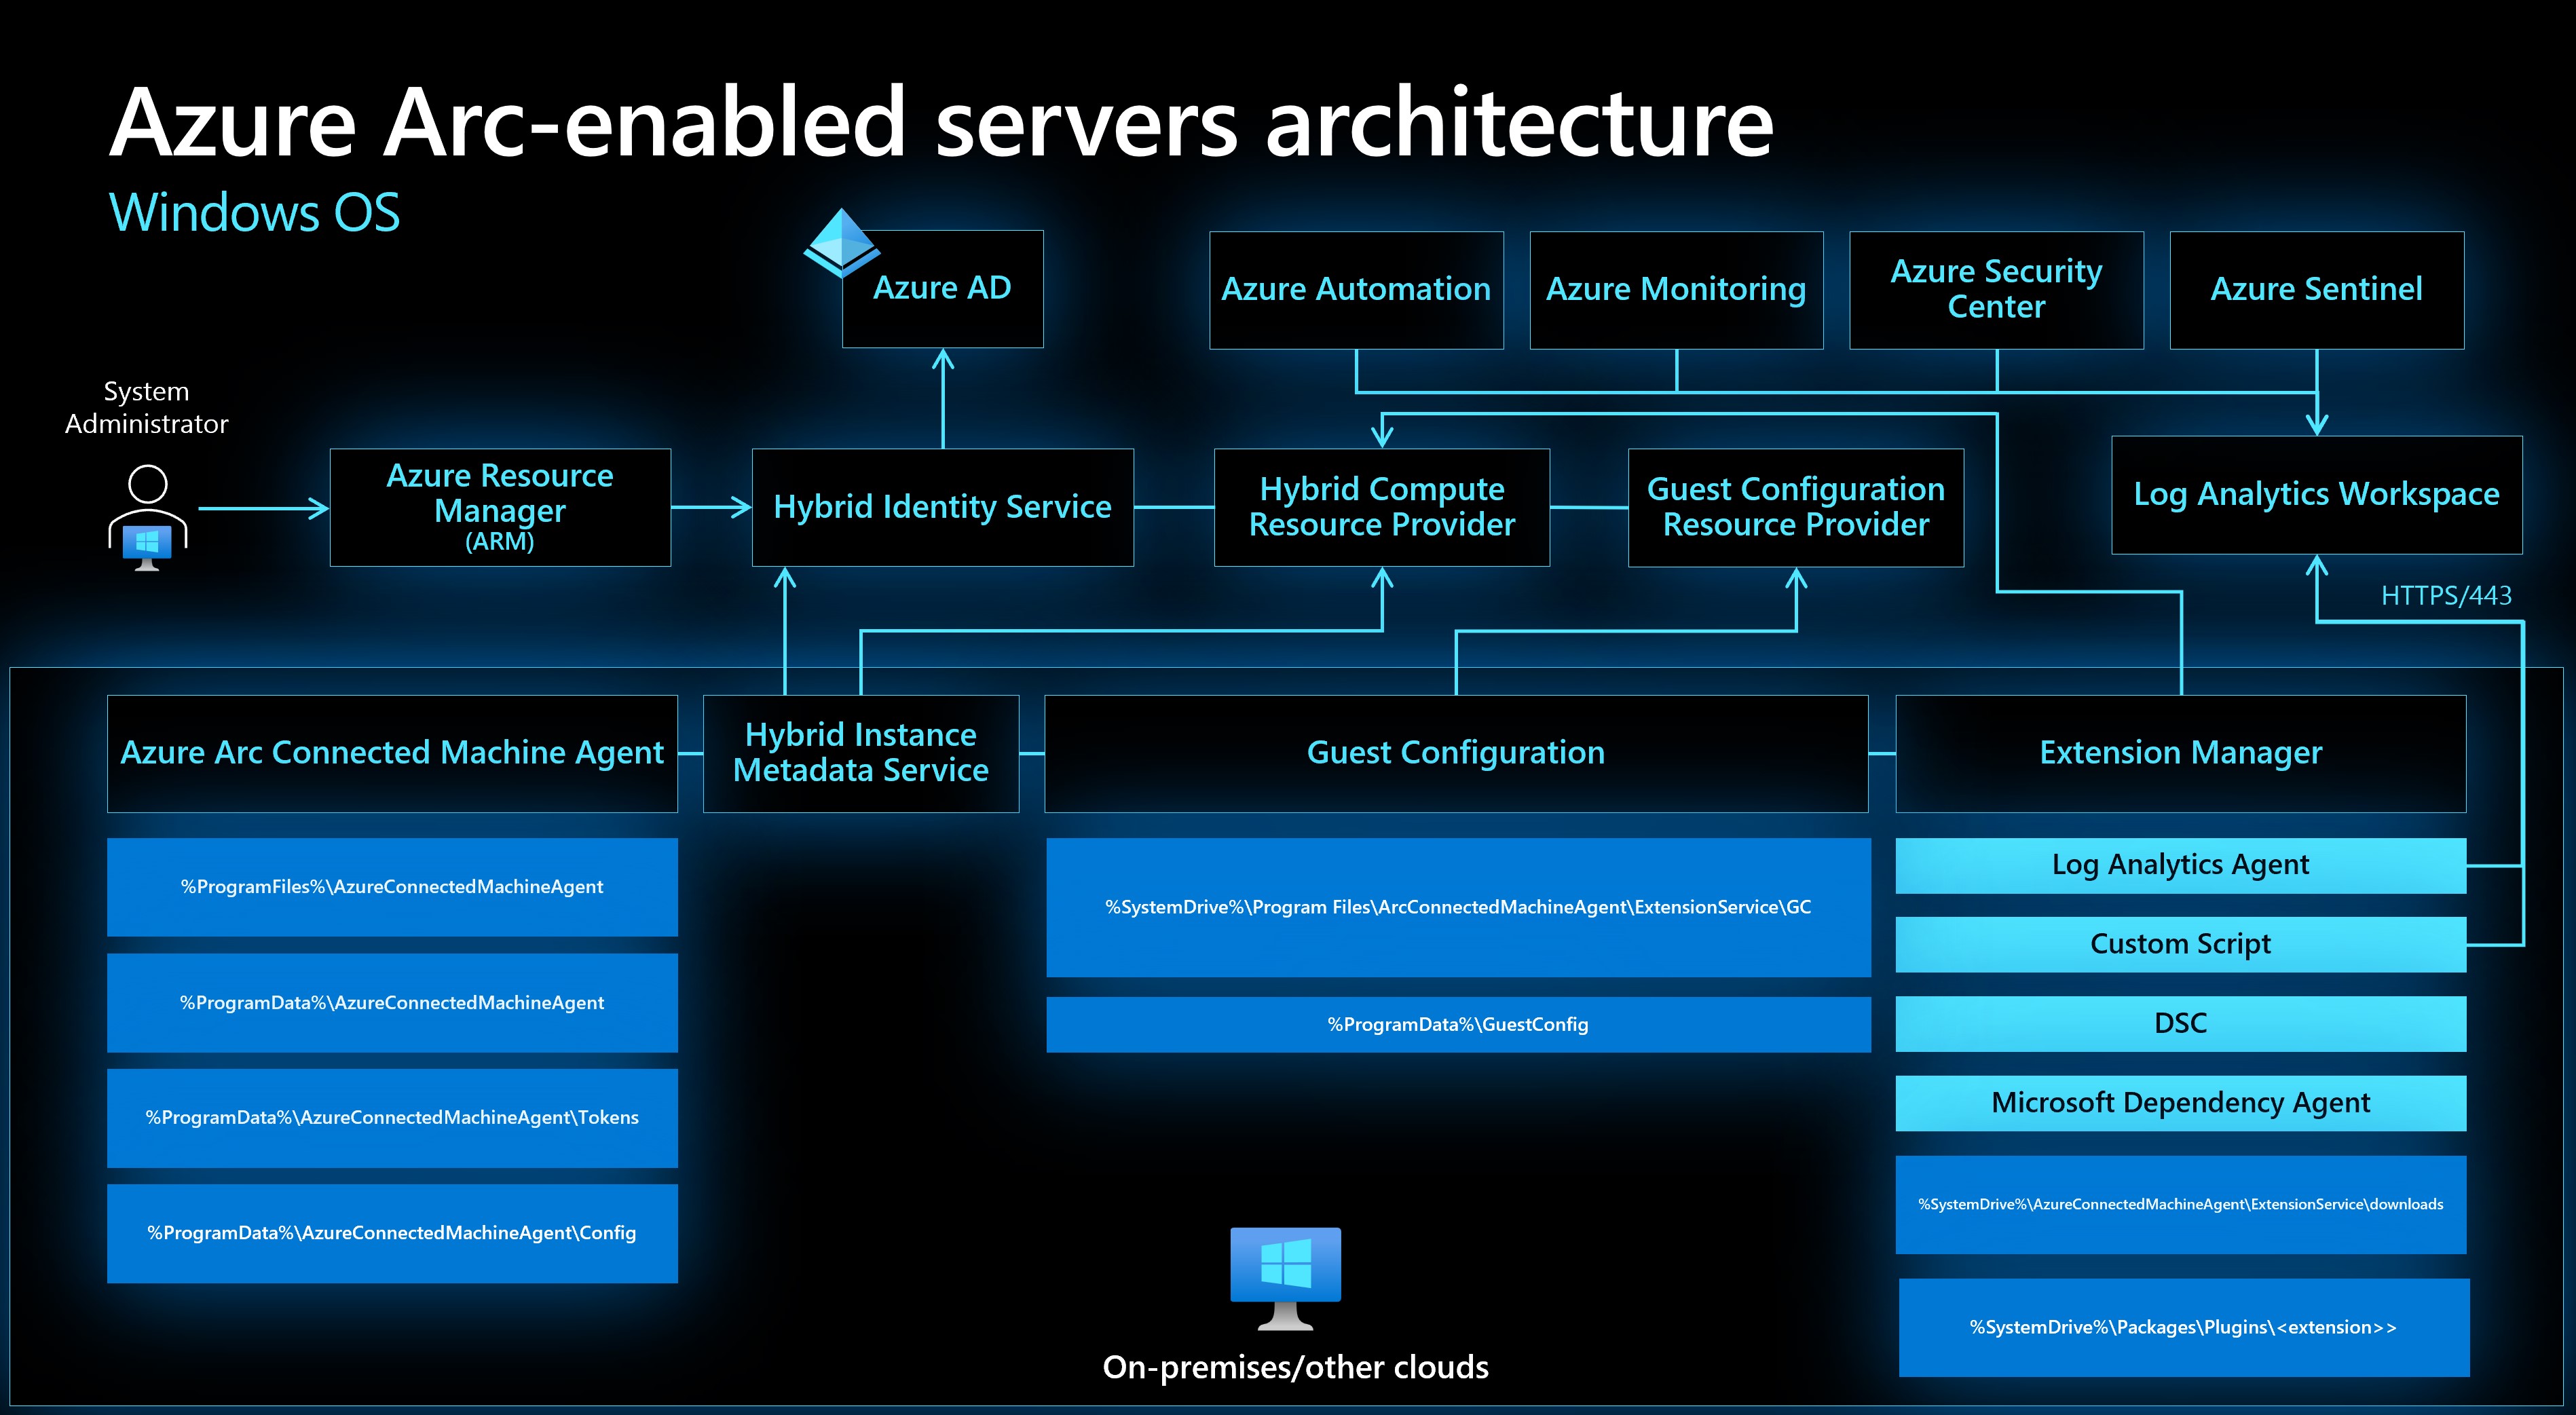 Azure Arc-enabled servers architecture
Windows OS
Azure AD
Azure Automation
Azure Monitoring
Azure Security
Center
Azure Sentinel
System
Administrator
Azure Resource
Manager
(ARM)
Hybrid Identity Service
Hybrid Compute
Resource Provider
Guest Configuration
Resource Provider
Log Analytics Workspace
HTTPS/443
Azure Arc Connected Machine Agent
Hybrid Instance
Metadata Service
Guest Configuration
Extension Manager
%ProgramFiles%\AzureConnectedMachineAgent
%ProgramData%\AzureConnectedMachineAgent
%ProgramData%\AzureConnectedMachineAgent\Tokens
%ProgramData%\AzureConnectedMachineAgent\Config
%SystemDrive%\Program Files\ArcConnectedMachineAgent\ExtensionService\GC
%ProgramData%\GuestConfig
Log Analytics Agent
Custom Script
DSC
Microsoft Dependency Agent
%SystemDrive%\AzureConnectedMachineAgent\ExtensionService\downloads
%SystemDrive%\Packages\Plugins\<extension>>
On-premises/other clouds